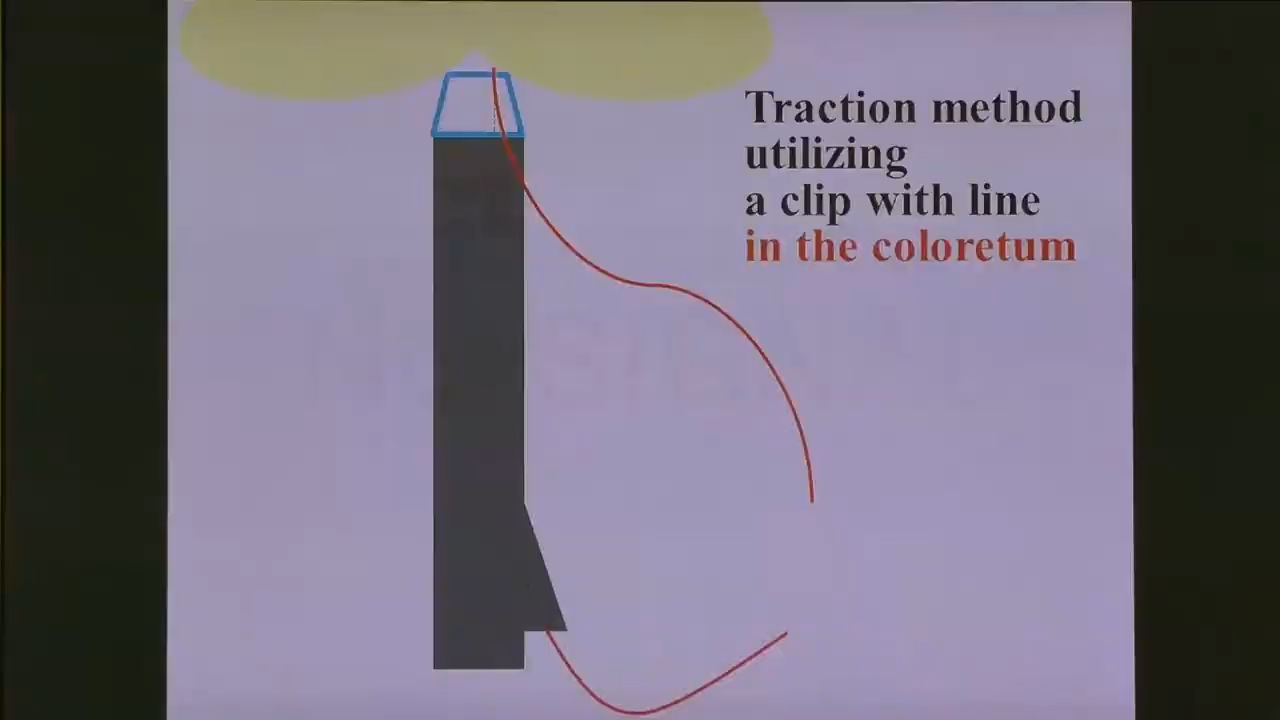 Traction method
utilizing
a clip with line
in the coloretum